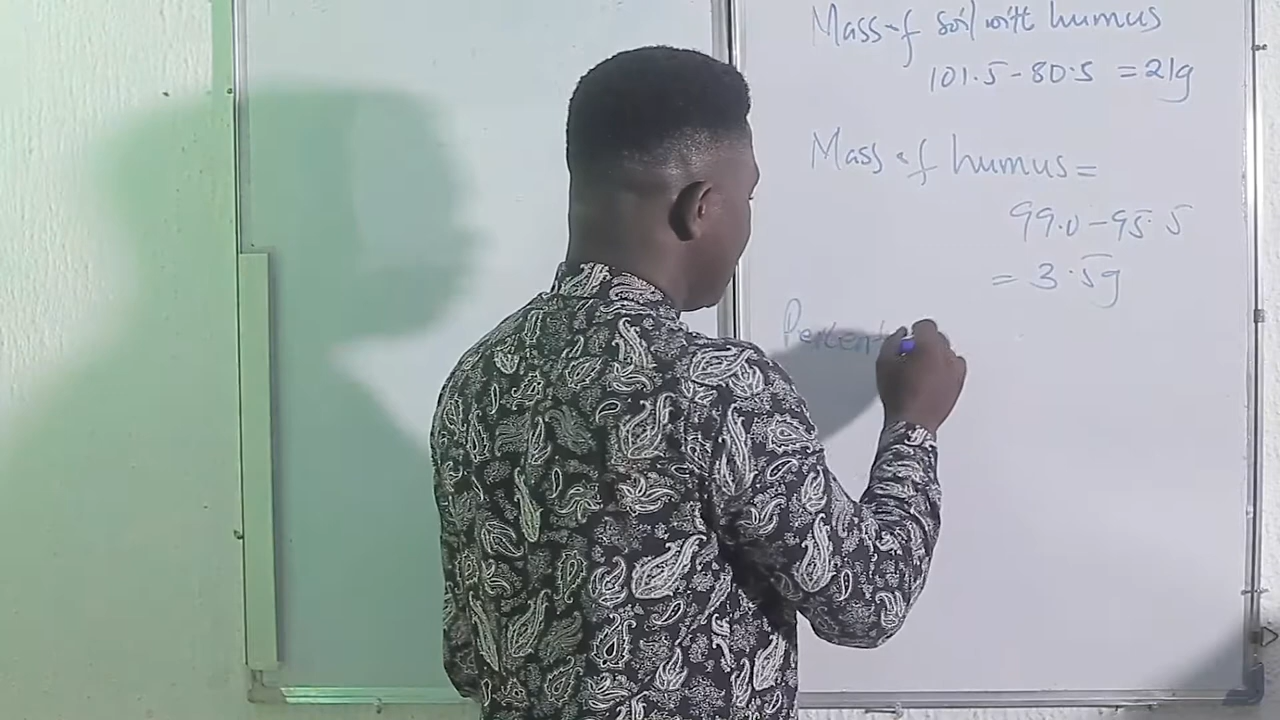 Mass of soil with humus
101.5-80.5 = 21g
Mass of humus =
99.0-95.5
= 3.5g
Percent